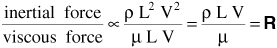 inertial force / viscous force ∝ ρ L² V² / μ L V = ρ L V / μ = R